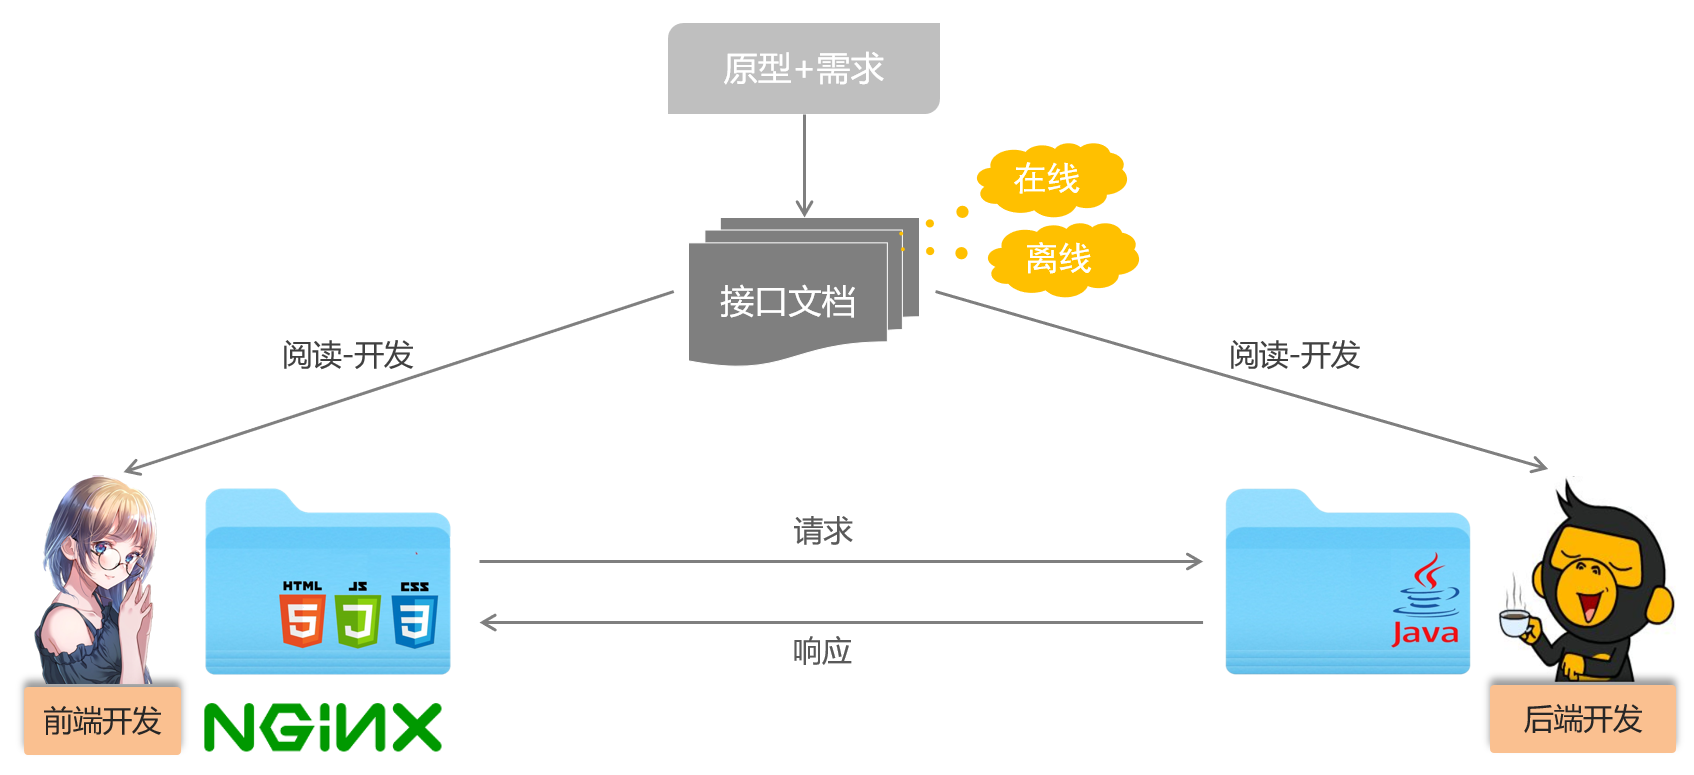 原型+需求
在线
离线
接口文档
阅读-开发
阅读-开发
请求
HTML
JS
CSS
5
J
3
Java
响应
前端开发
NGiNX
后端开发